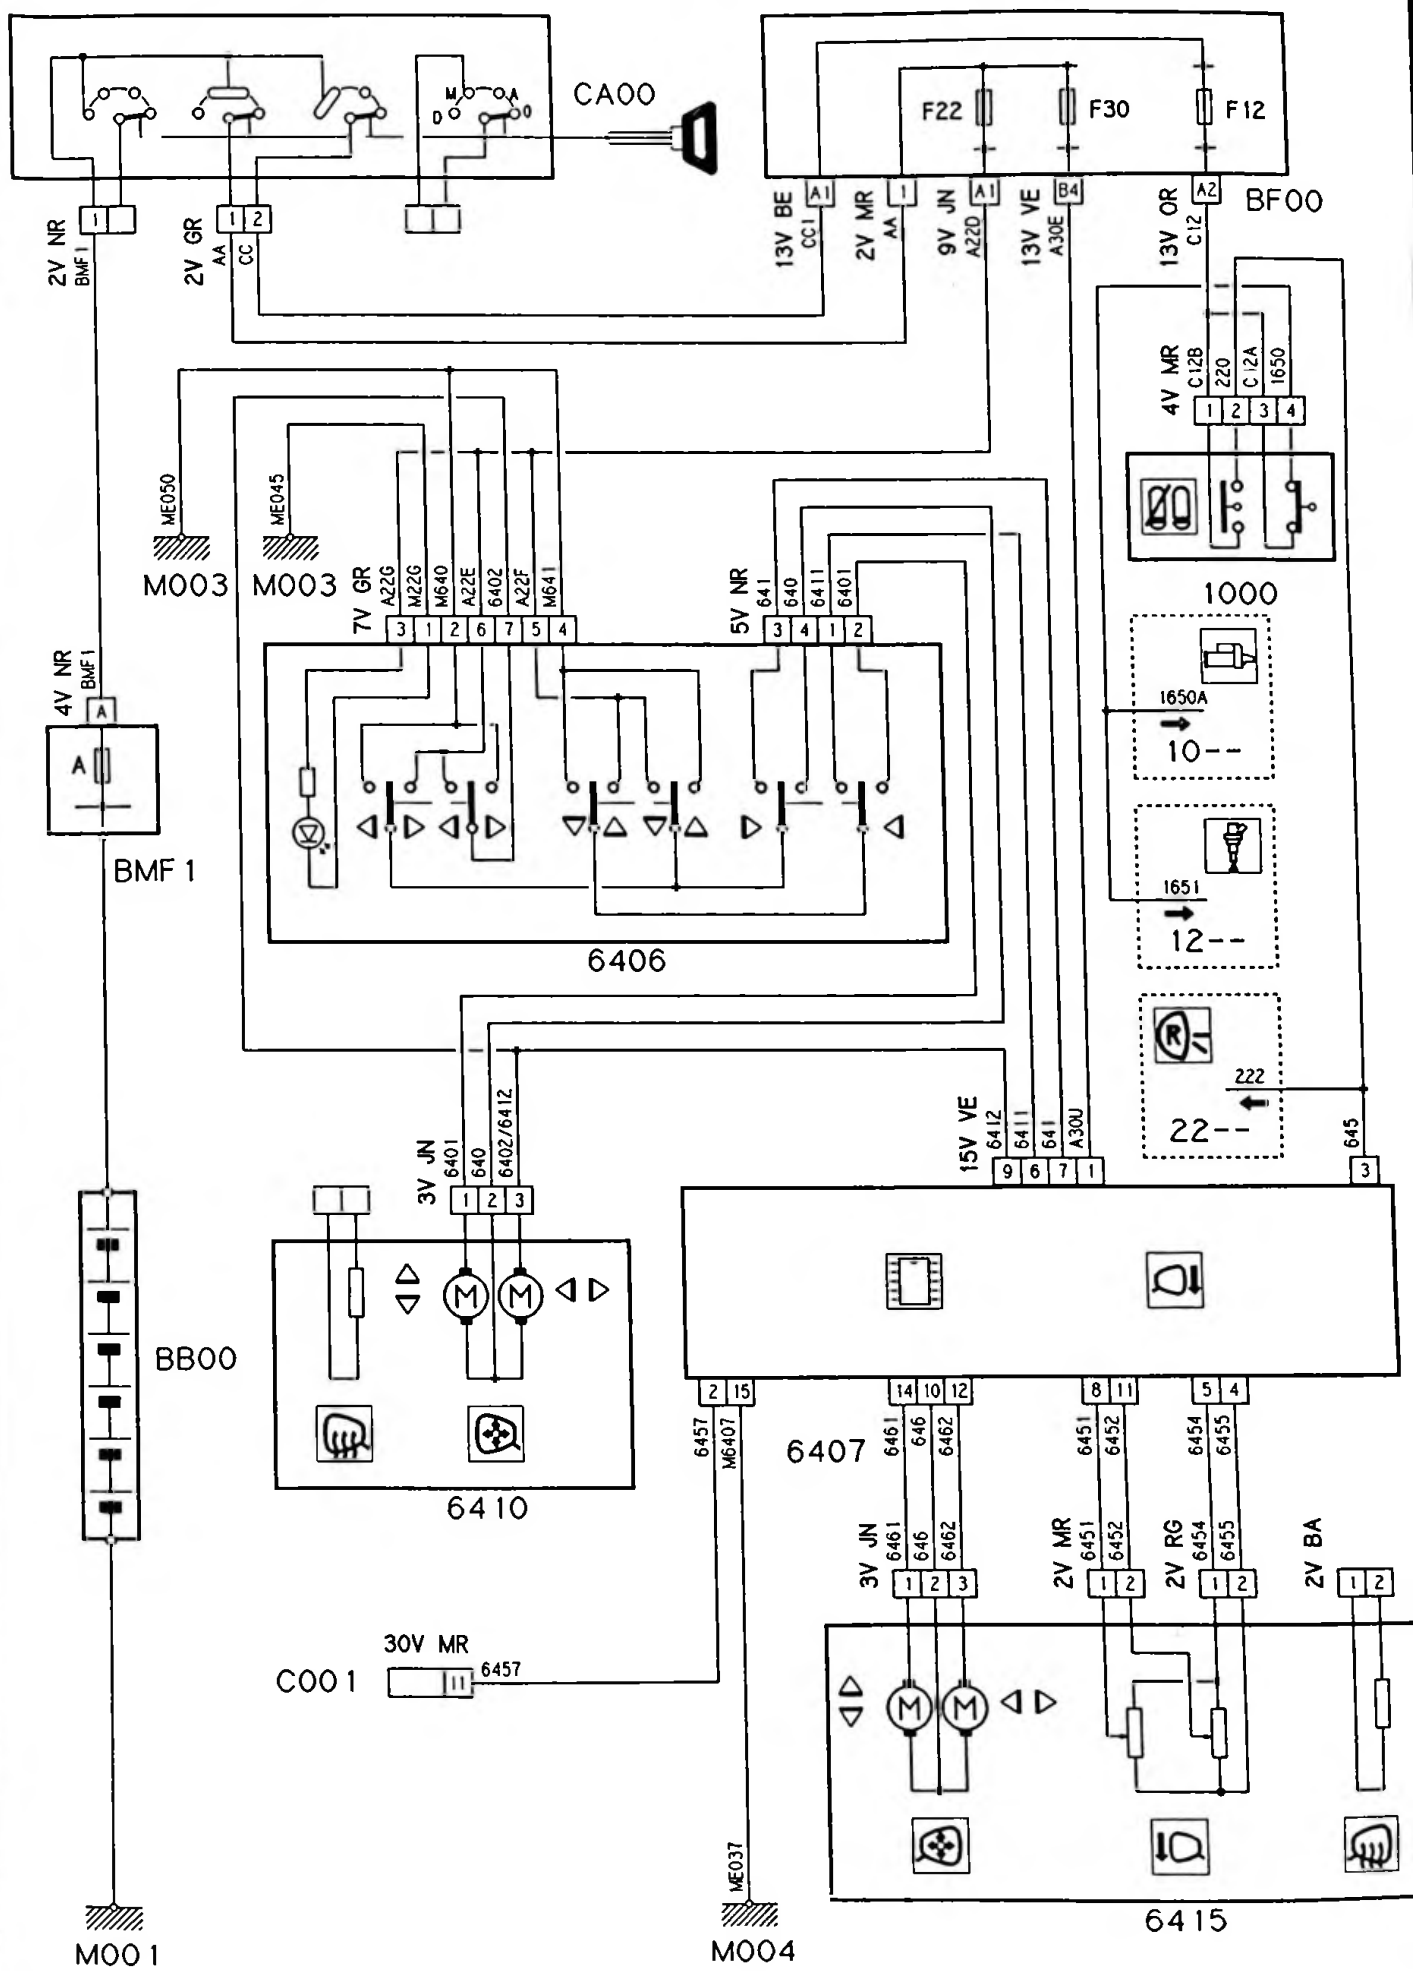 CA00
M A
D O
F22 F30 F12
BF00
1
1 2
A1 1 A1 B4 A2
2V NR BMF1
2V GR AA CC
13V BE CC1
2V MR AA
9V JN A22D
13V VE A30E
13V OR C12
4V MR C12B 220 C12A 1650
1 2 3 4
1000
ME050
ME045
M003 M003
7V GR A22G M22G M640 A22E 6402 A22F M641
3 1 2 6 7 5 4
5V NR 641 640 6411 6401
3 4 1 2
4V NR BMF1
A
A
BMF1
6406
1650A
10--
1651
12--
R
222
22--
645
3
15V VE 6412 6411 641 A30U
9 6 7 1
3V JN 6401 640 6402/6412
1 2 3
M M
6410
BB00
2 15
14 10 12
8 11
5 4
6457 M6407
6407
6461 646 6462
6451 6452
6454 6455
3V JN 6461 646 6462
2V MR 6451 6452
2V RG 6454 6455
2V BA
1 2 3
1 2
1 2
1 2
30V MR
C001
11
6457
M M
ME037
6415
M001
M004